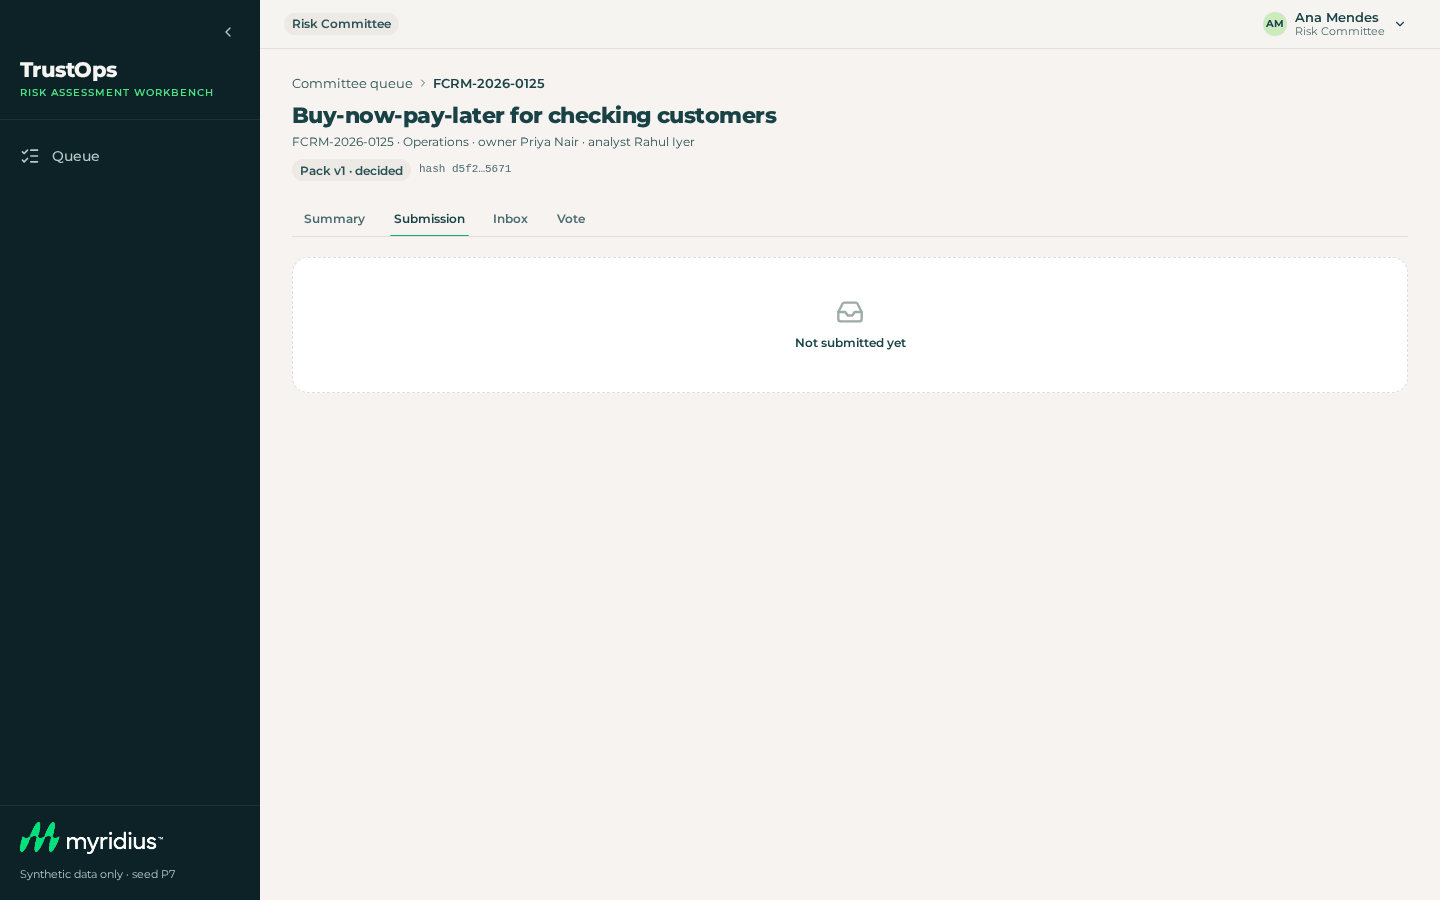 TrustOps
RISK ASSESSMENT WORKBENCH
Queue
myridius™
Synthetic data only · seed P7
Risk Committee
AM
Ana Mendes
Risk Committee
Committee queue › FCRM-2026-0125
Buy-now-pay-later for checking customers
FCRM-2026-0125 · Operations · owner Priya Nair · analyst Rahul Iyer
Pack v1 · decided hash d5f2…5671
Summary Submission Inbox Vote
Not submitted yet